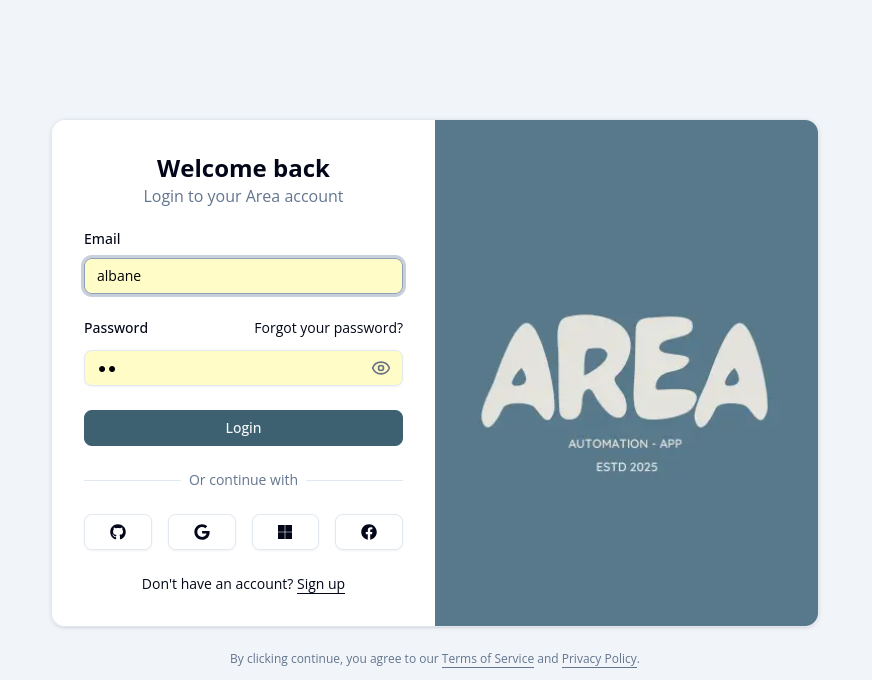 Welcome back
Login to your Area account
Email
albane
Password Forgot your password?
••
Login
Or continue with
Don't have an account? Sign up
AREA
AUTOMATION - APP
ESTD 2025
By clicking continue, you agree to our Terms of Service and Privacy Policy.